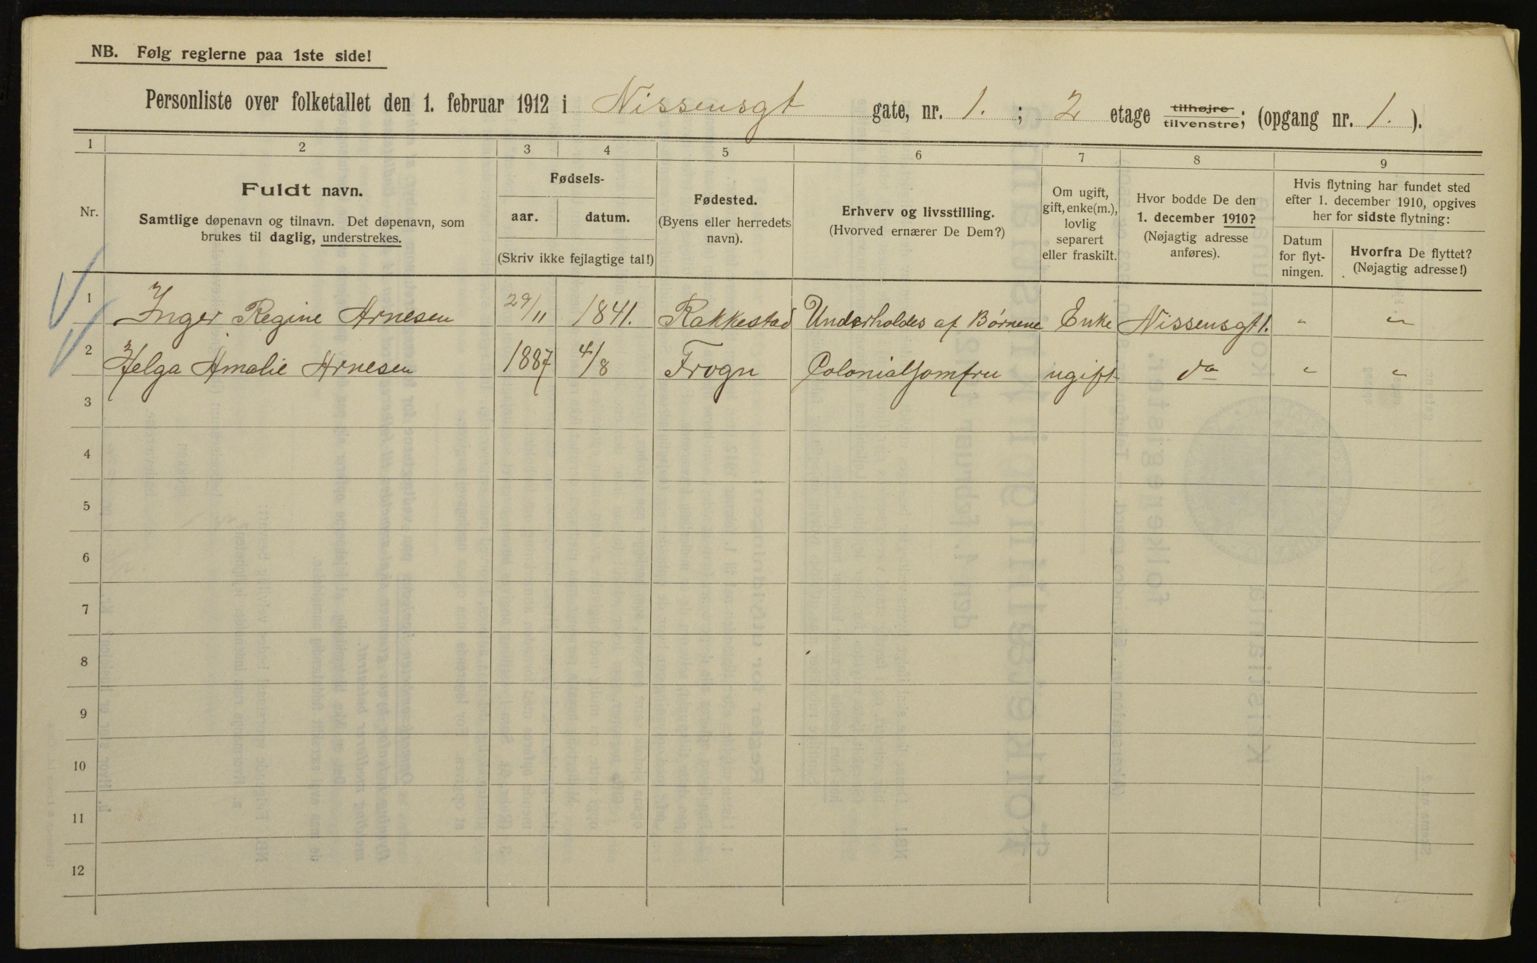 NB. Følg reglerne paa 1ste side!
Personliste over folketallet den 1. februar 1912 i Nissensgt gate, nr. 1. ; 2 etage tilhøjre tilvenstre; (opgang nr. 1. ).
1 2 3 4 5 6 7 8 9
Nr.
Fuldt navn.
Samtlige døpenavn og tilnavn. Det døpenavn, som
brukes til daglig, understrekes.
Fødsels-
aar. datum.
(Skriv ikke fejlagtige tal!)
Fødested.
(Byens eller herredets
navn).
Erhverv og livsstilling.
(Hvorved ernærer De Dem?)
Om ugift,
gift, enke(m.),
lovlig
separert
eller fraskilt.
Hvor bodde De den
1. december 1910?
(Nøjagtig adresse
anføres).
Hvis flytning har fundet sted
efter 1. december 1910, opgives
her for sidste flytning:
Datum
for flyt-
ningen.
Hvorfra De flyttet?
(Nøjagtig adresse!)
1 Inger Regine Arnesen 29/11 1841. Rakkestad Underholdes af Børnene Enke Nissensgt 1. " "
2 Helga Amalie Arnesen 1887 4/8 Frogn Colonialjomfru ugift do " "
3
4
5
6
7
8
9
10
11
12